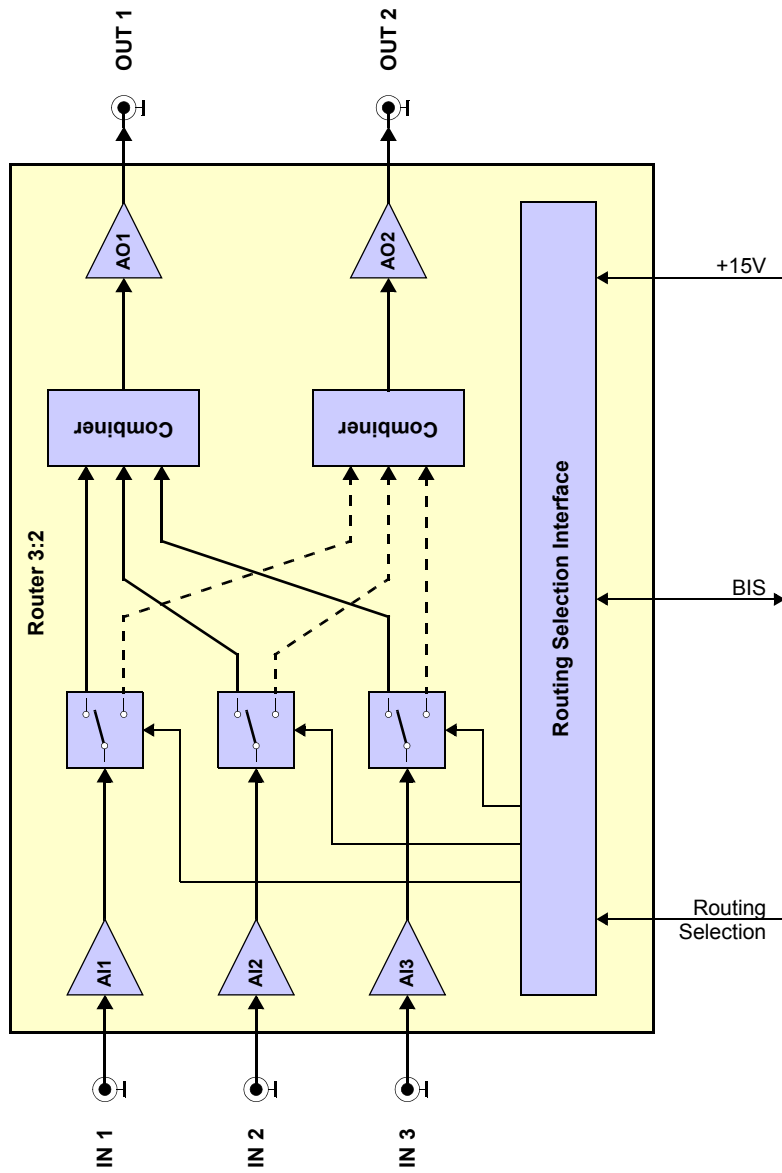 OUT 1
OUT 2
AO1
AO2
+15V
Combiner
Combiner
Router 3:2
Routing Selection Interface
BIS
AI1
AI2
AI3
Routing
Selection
IN 1
IN 2
IN 3